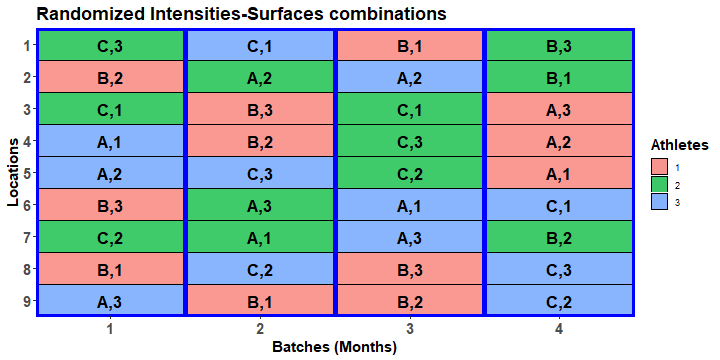 Randomized Intensities-Surfaces combinations
Locations
1 C,3 C,1 B,1 B,3
2 B,2 A,2 A,2 B,1
3 C,1 B,3 C,1 A,3
4 A,1 B,2 C,3 A,2
5 A,2 C,3 C,2 A,1
6 B,3 A,3 A,1 C,1
7 C,2 A,1 A,3 B,2
8 B,1 C,2 B,3 C,3
9 A,3 B,1 B,2 C,2
1 2 3 4
Batches (Months)
Athletes
1
2
3